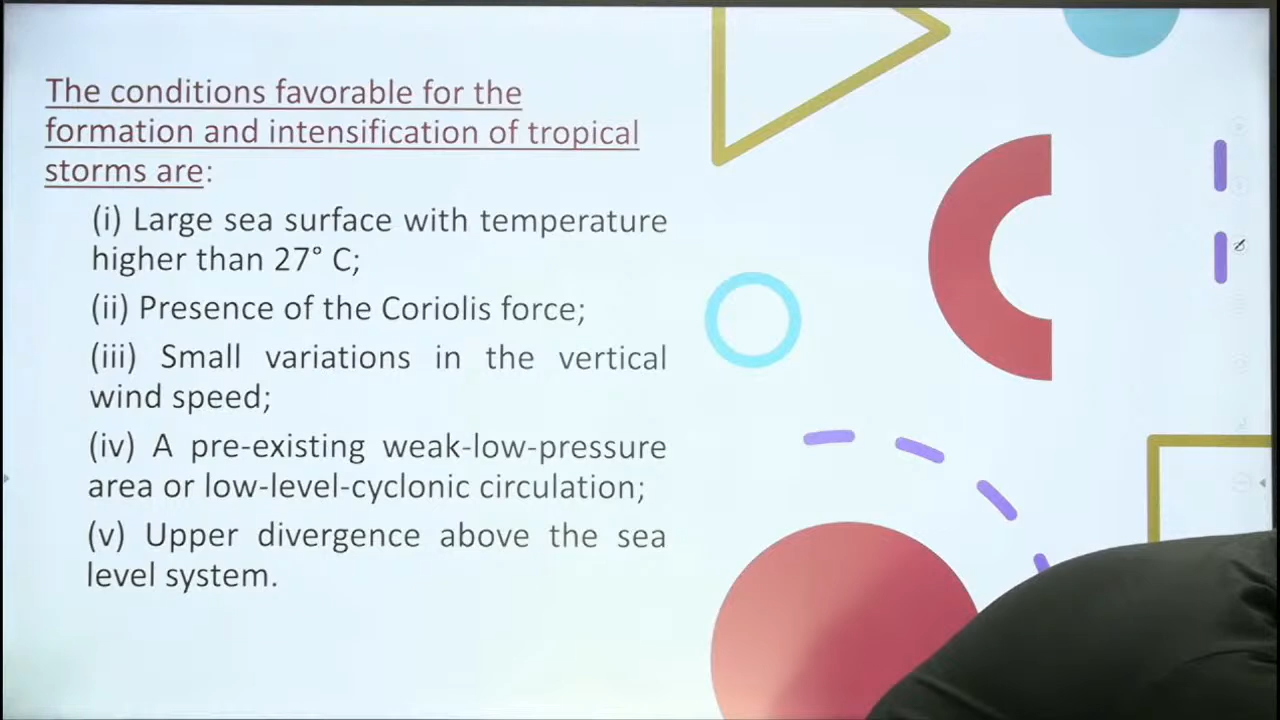 The conditions favorable for the
formation and intensification of tropical
storms are:
(i) Large sea surface with temperature
higher than 27° C;
(ii) Presence of the Coriolis force;
(iii) Small variations in the vertical
wind speed;
(iv) A pre-existing weak-low-pressure
area or low-level-cyclonic circulation;
(v) Upper divergence above the sea
level system.